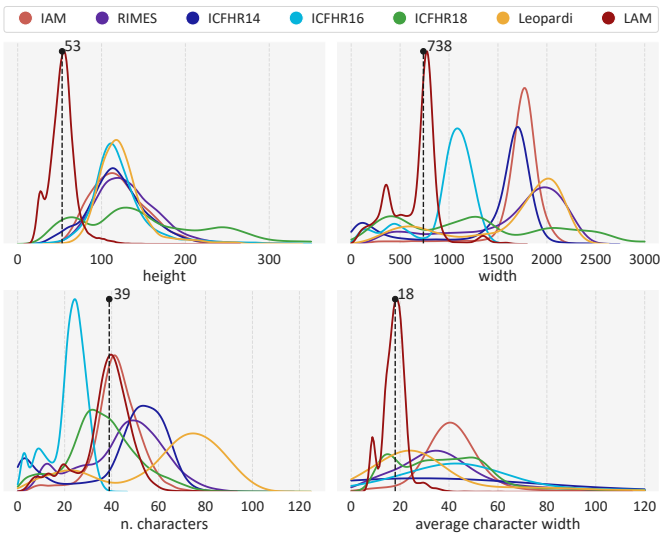 IAM RIMES ICFHR14 ICFHR16 ICFHR18 Leopardi LAM
53 738
0 100 200 300 0 500 1000 1500 2000 2500 3000
height width
39 18
0 20 40 60 80 100 120 0 20 40 60 80 100 120
n. characters average character width